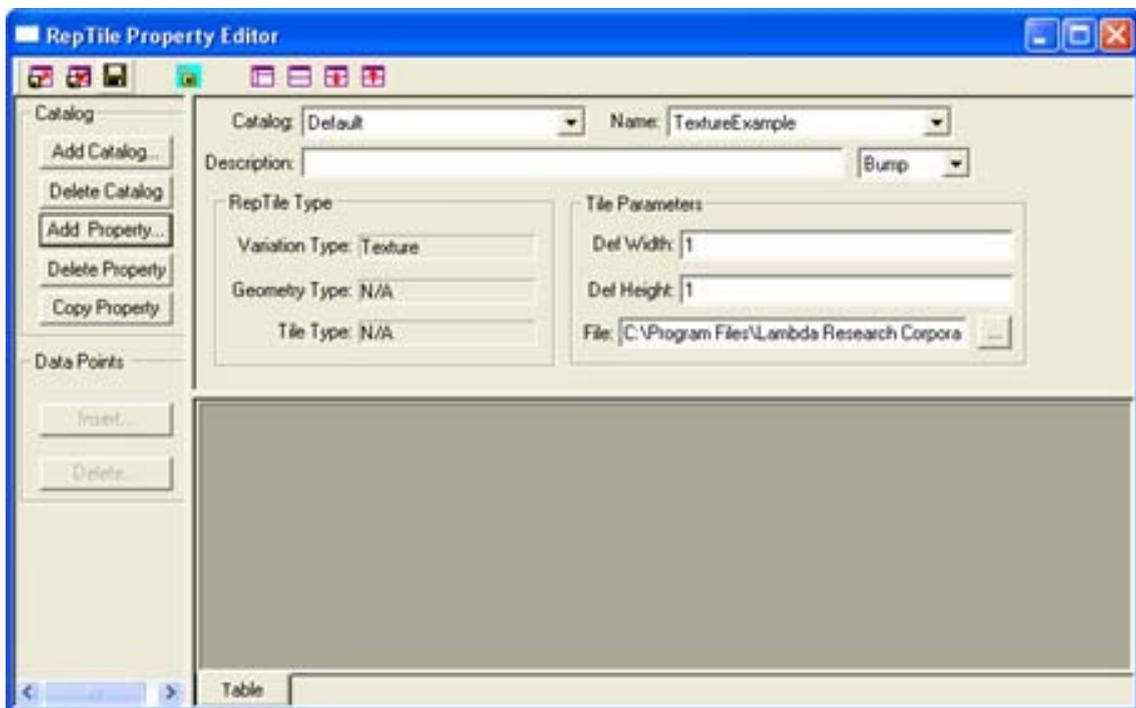 RepTile Property Editor
Catalog
Add Catalog...
Delete Catalog
Add Property...
Delete Property
Copy Property
Data Points
Insert...
Delete...
Catalog: Default
Name: TextureExample
Description:
Bump
RepTile Type
Variation Type: Texture
Geometry Type: N/A
Tile Type: N/A
Tile Parameters
Def Width: 1
Def Height: 1
File: C:\Program Files\Lambda Research Corpora
...
Table